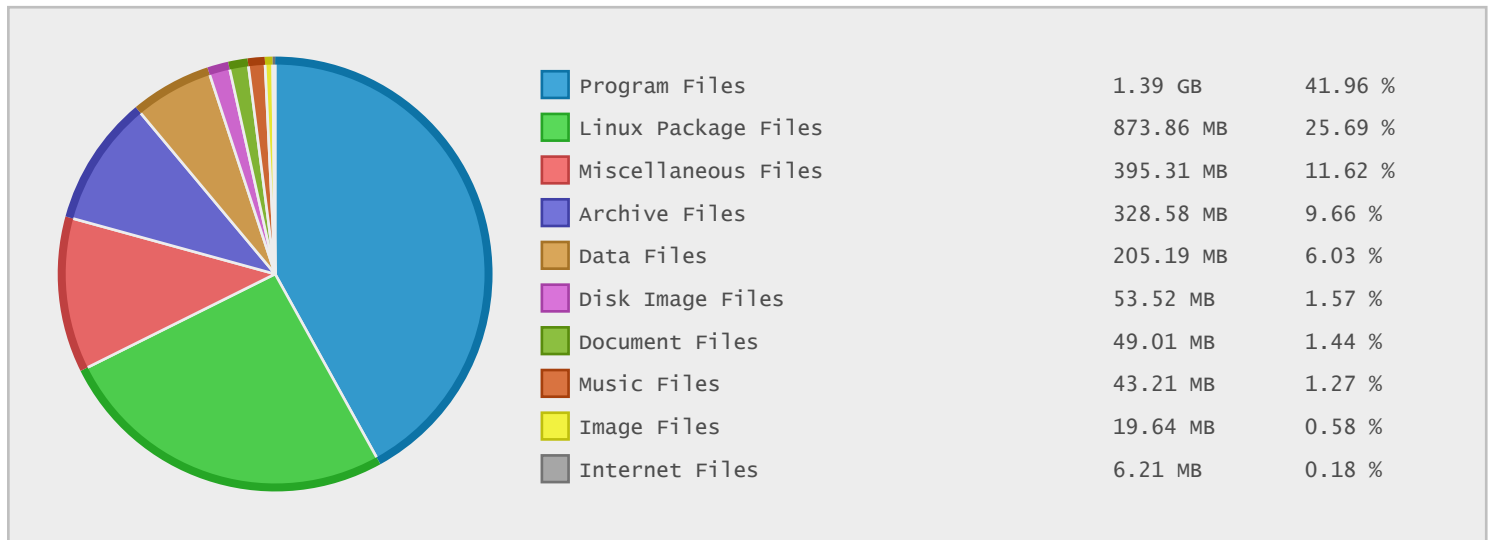 Program Files 1.39 GB 41.96 %
Linux Package Files 873.86 MB 25.69 %
Miscellaneous Files 395.31 MB 11.62 %
Archive Files 328.58 MB 9.66 %
Data Files 205.19 MB 6.03 %
Disk Image Files 53.52 MB 1.57 %
Document Files 49.01 MB 1.44 %
Music Files 43.21 MB 1.27 %
Image Files 19.64 MB 0.58 %
Internet Files 6.21 MB 0.18 %